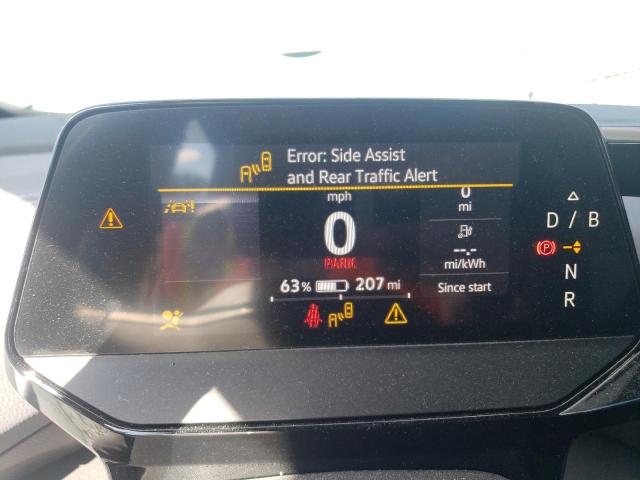 Error: Side Assist
and Rear Traffic Alert
mph
0
PARK
0
mi
--.-
mi/kWh
63% 207 mi
Since start
D / B
P
N
R